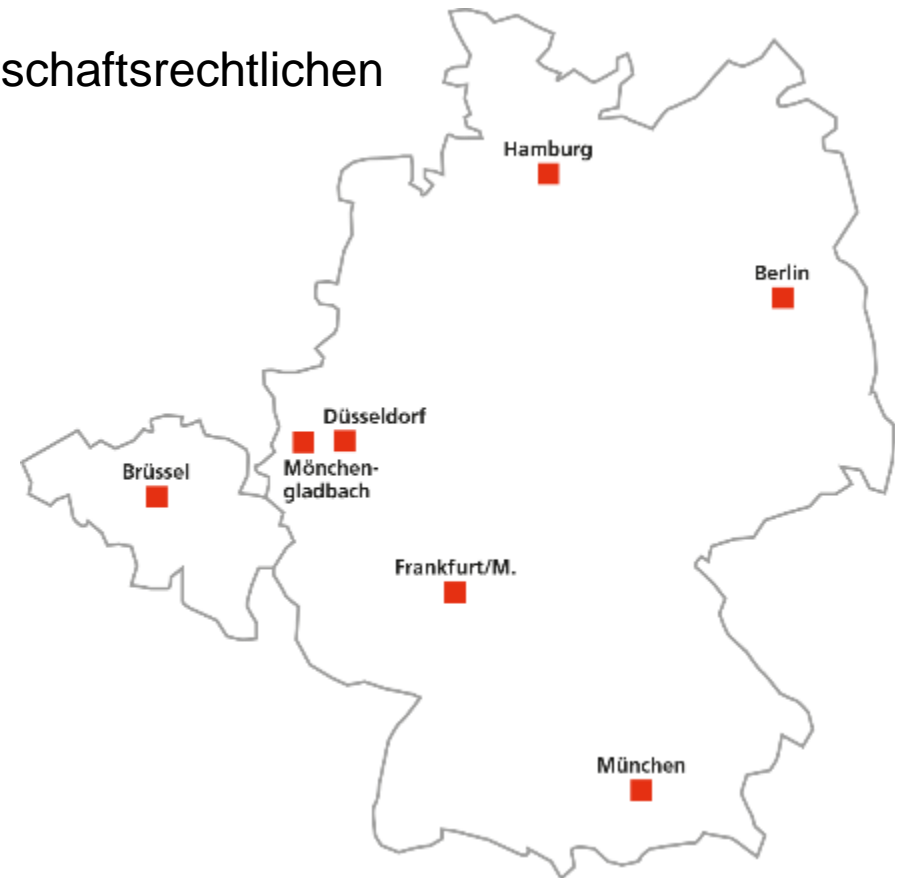 schaftsrechtlichen
Hamburg
Berlin
Düsseldorf
Mönchen-
gladbach
Brüssel
Frankfurt/M.
München